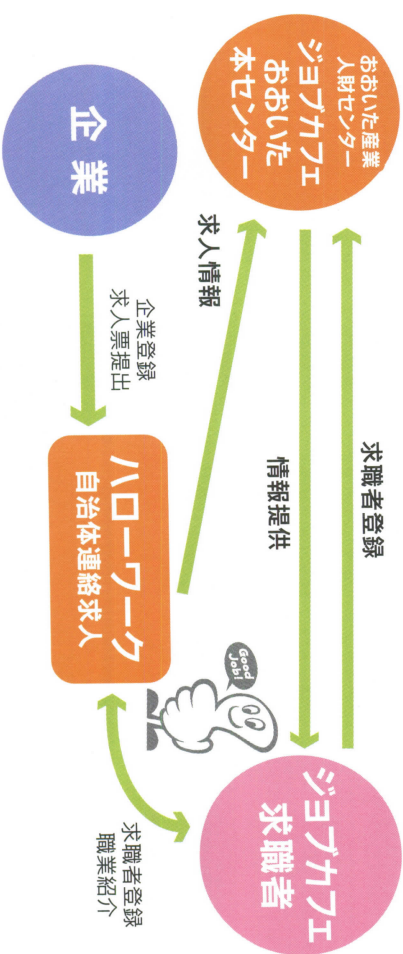 おおいた産業
人財センター
ジョブカフェ
おおいた
本センター
求職者登録
情報提供
求人情報
企業
企業登録
求人票提出
ハローワーク
自治体連絡求人
Good
Job!
ジョブカフェ
求職者
求職者登録
職業紹介